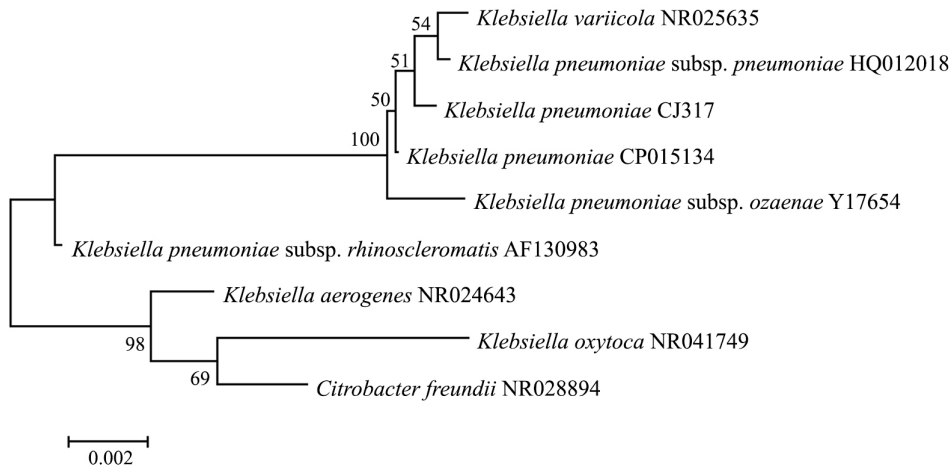 54
Klebsiella variicola NR025635
51
Klebsiella pneumoniae subsp. pneumoniae HQ012018
50
Klebsiella pneumoniae CJ317
100
Klebsiella pneumoniae CP015134
Klebsiella pneumoniae subsp. ozaenae Y17654
Klebsiella pneumoniae subsp. rhinoscleromatis AF130983
Klebsiella aerogenes NR024643
98
Klebsiella oxytoca NR041749
69
Citrobacter freundii NR028894
0.002